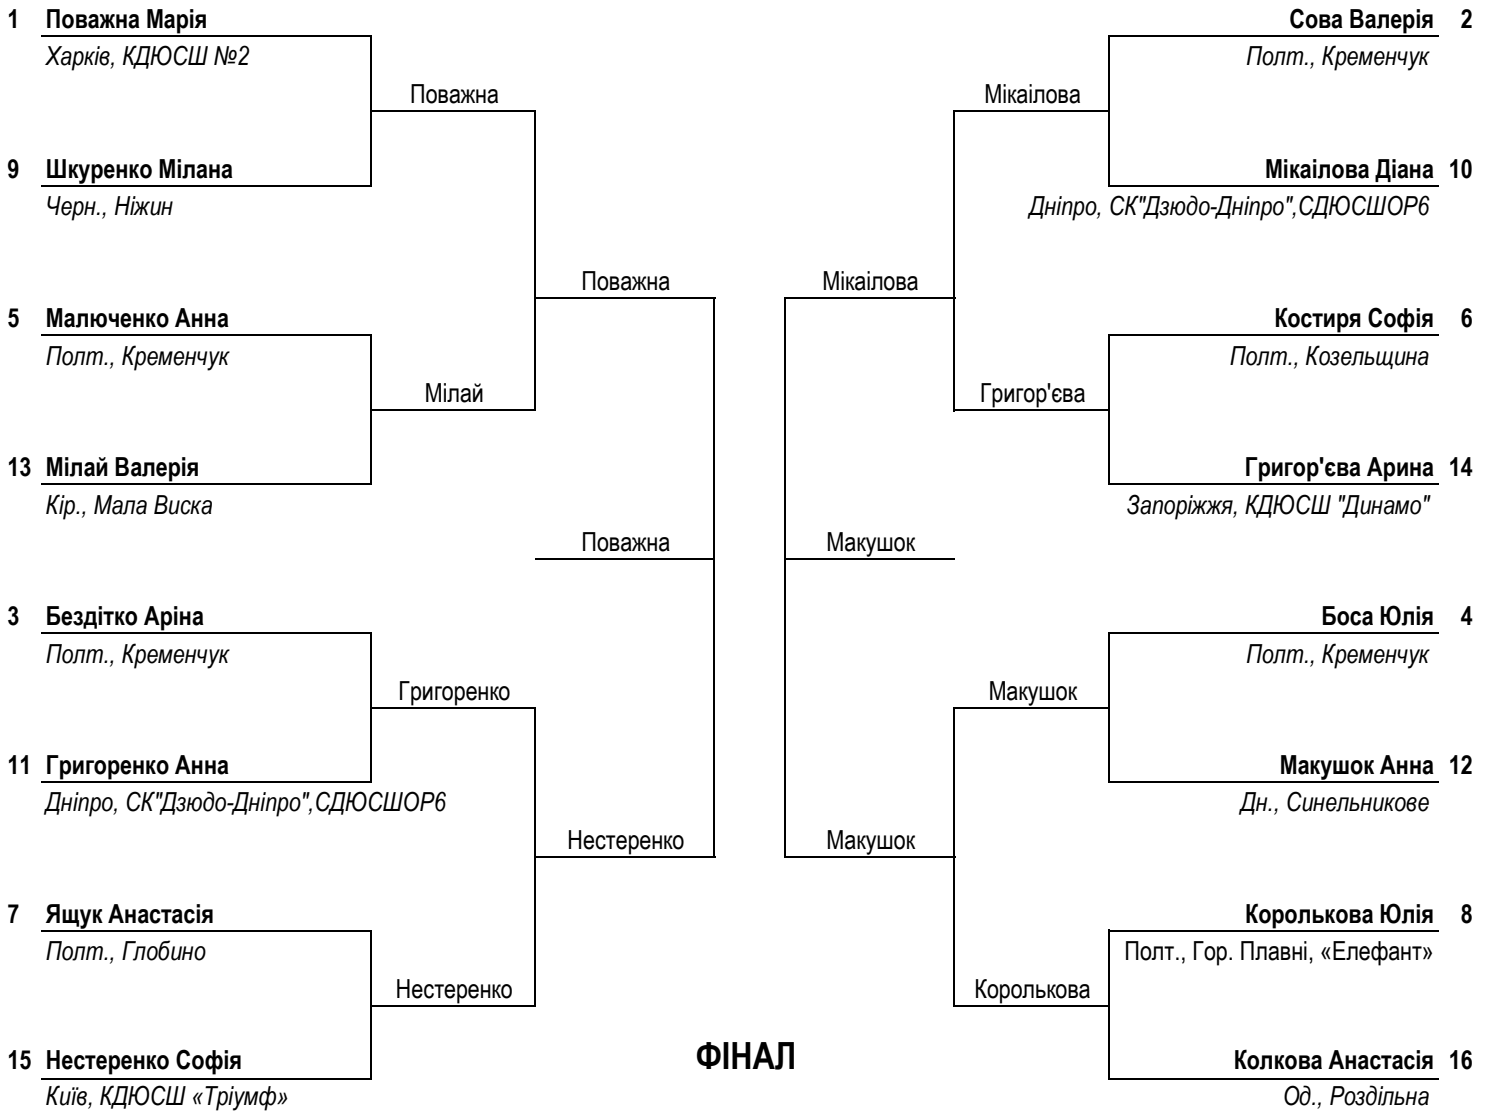 1 Поважна Марія
Харків, КДЮСШ №2
Поважна
9 Шкуренко Мілана
Черн., Ніжин
Поважна
5 Малюченко Анна
Полт., Кременчук
Мілай
13 Мілай Валерія
Кір., Мала Виска
Поважна
3 Бездітко Аріна
Полт., Кременчук
Григоренко
11 Григоренко Анна
Дніпро, СК"Дзюдо-Дніпро",СДЮСШОР6
Нестеренко
7 Ящук Анастасія
Полт., Глобино
Нестеренко
15 Нестеренко Софія
Київ, КДЮСШ «Тріумф»
Сова Валерія 2
Полт., Кременчук
Мікаілова
Мікаілова Діана 10
Дніпро, СК"Дзюдо-Дніпро",СДЮСШОР6
Мікаілова
Костиря Софія 6
Полт., Козельщина
Григор'єва
Григор'єва Арина 14
Запоріжжя, КДЮСШ "Динамо"
Макушок
Боса Юлія 4
Полт., Кременчук
Макушок
Макушок Анна 12
Дн., Синельникове
Макушок
Королькова Юлія 8
Полт., Гор. Плавні, «Елефант»
Королькова
Колкова Анастасія 16
Од., Роздільна
ФІНАЛ